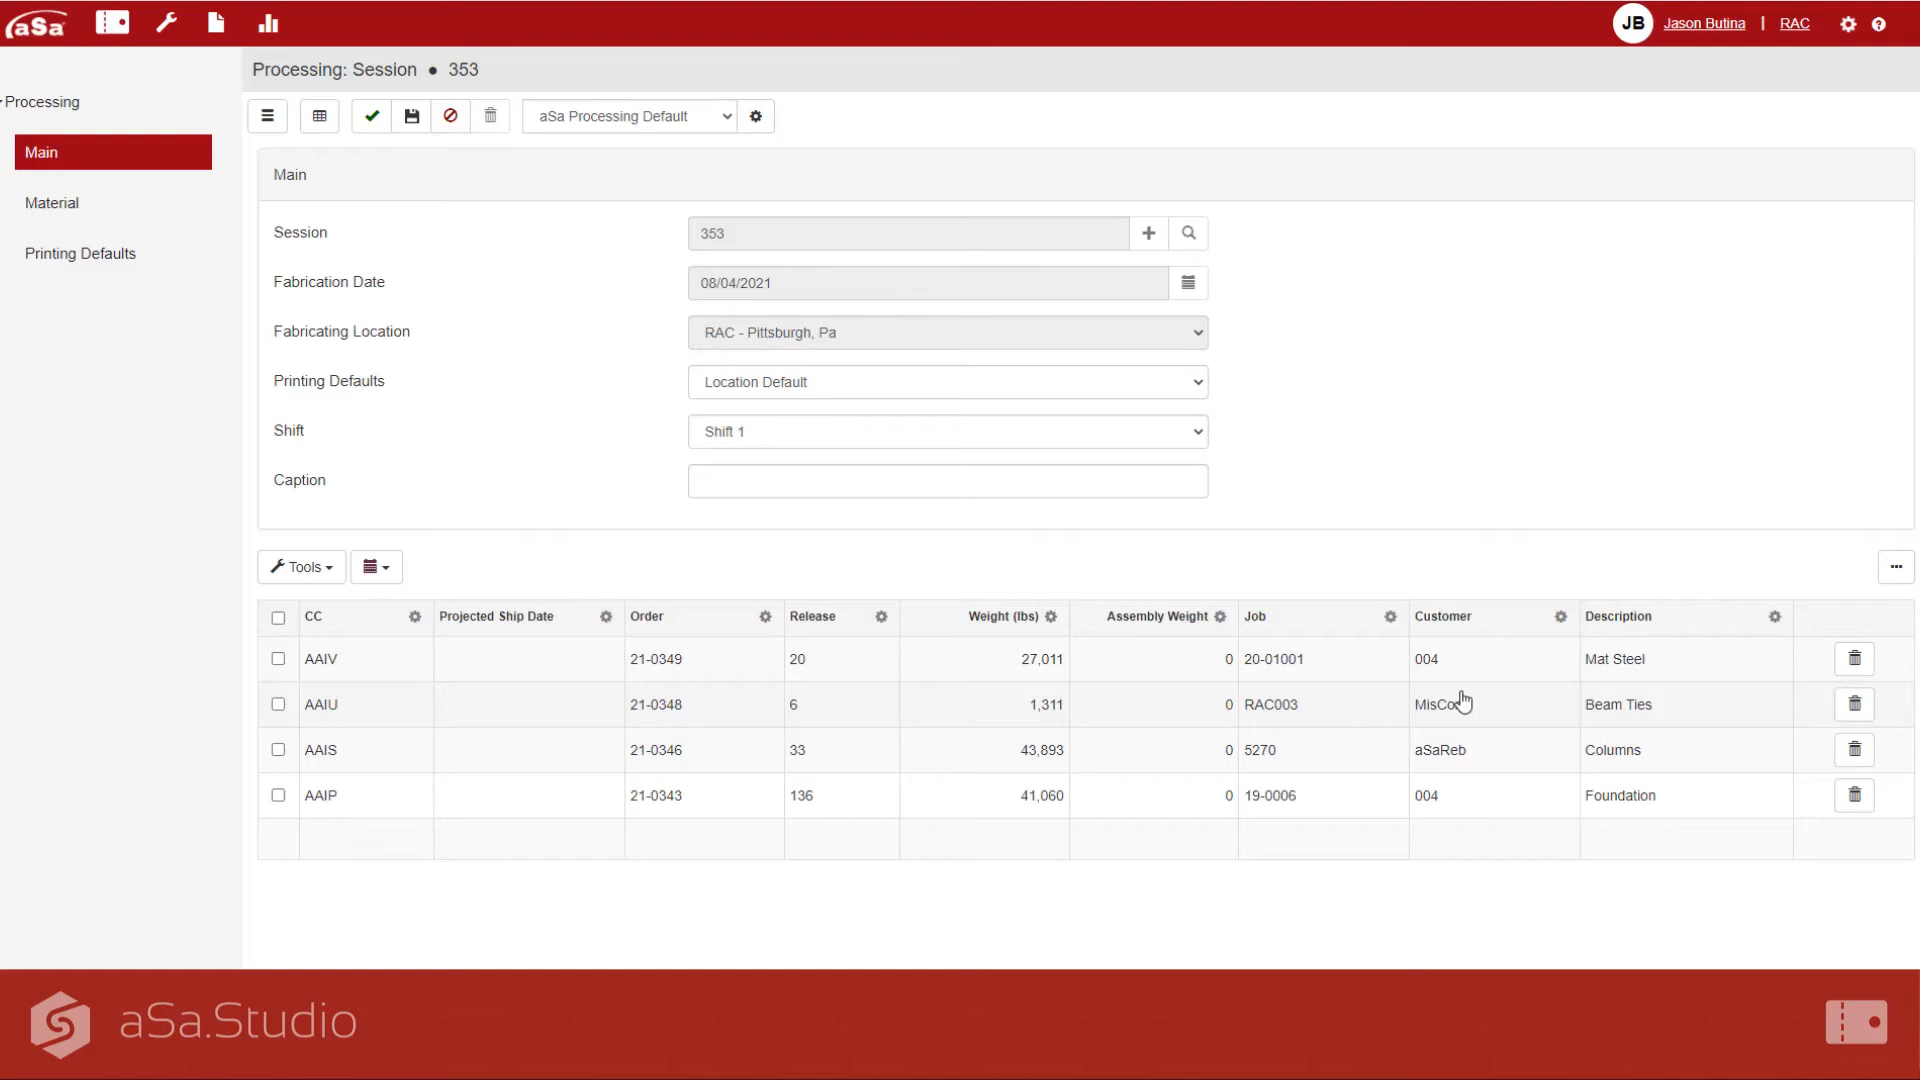 aSa JB Jason Butina | RAC
Processing: Session ● 353
Processing
aSa Processing Default
Main
Main
Material
Printing Defaults
Session 353
Fabrication Date 08/04/2021
Fabricating Location RAC - Pittsburgh, Pa
Printing Defaults Location Default
Shift Shift 1
Caption
Tools
CC Projected Ship Date Order Release Weight (lbs) Assembly Weight Job Customer Description
AAIV 21-0349 20 27,011 0 20-01001 004 Mat Steel
AAIU 21-0348 6 1,311 0 RAC003 Beam Ties
AAIS 21-0346 33 43,893 0 5270 aSaReb Columns
AAIP 21-0343 136 41,060 0 19-0006 004 Foundation
aSa.Studio